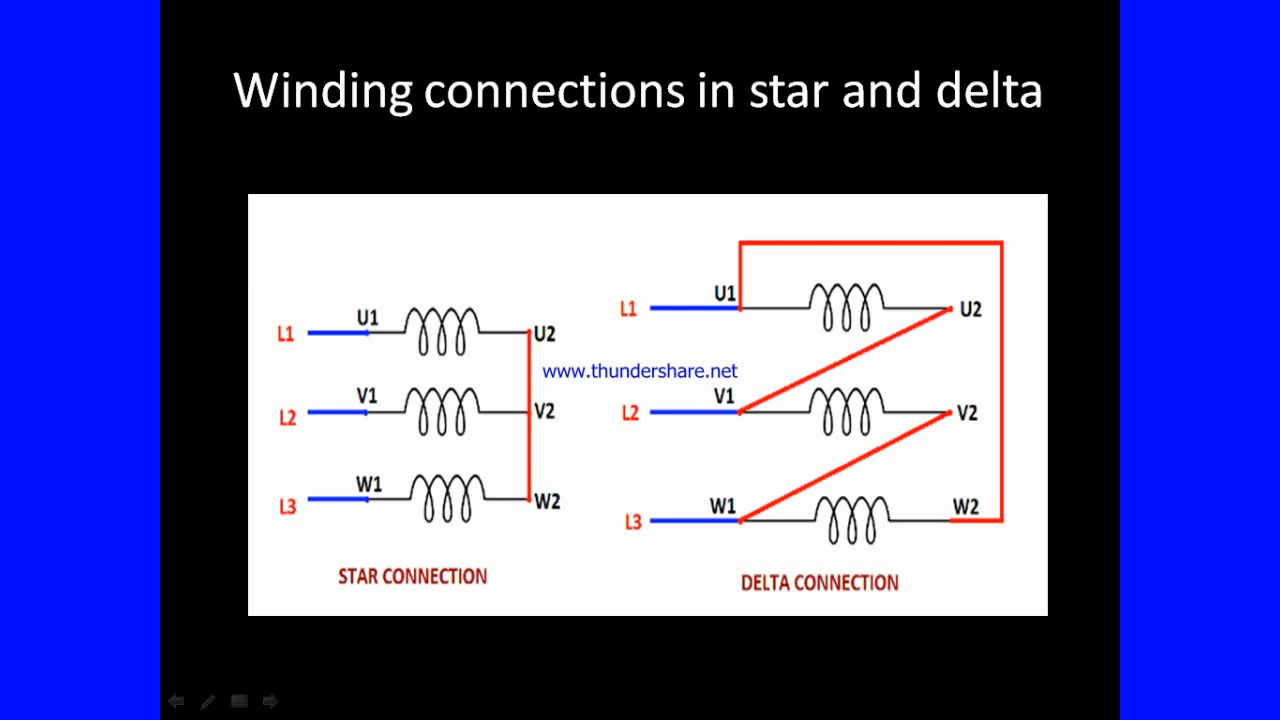 Winding connections in star and delta
L1 U1 U2
L2 V1 V2
L3 W1 W2
STAR CONNECTION
www.thundershare.net
L1 U1 U2
L2 V1 V2
L3 W1 W2
DELTA CONNECTION